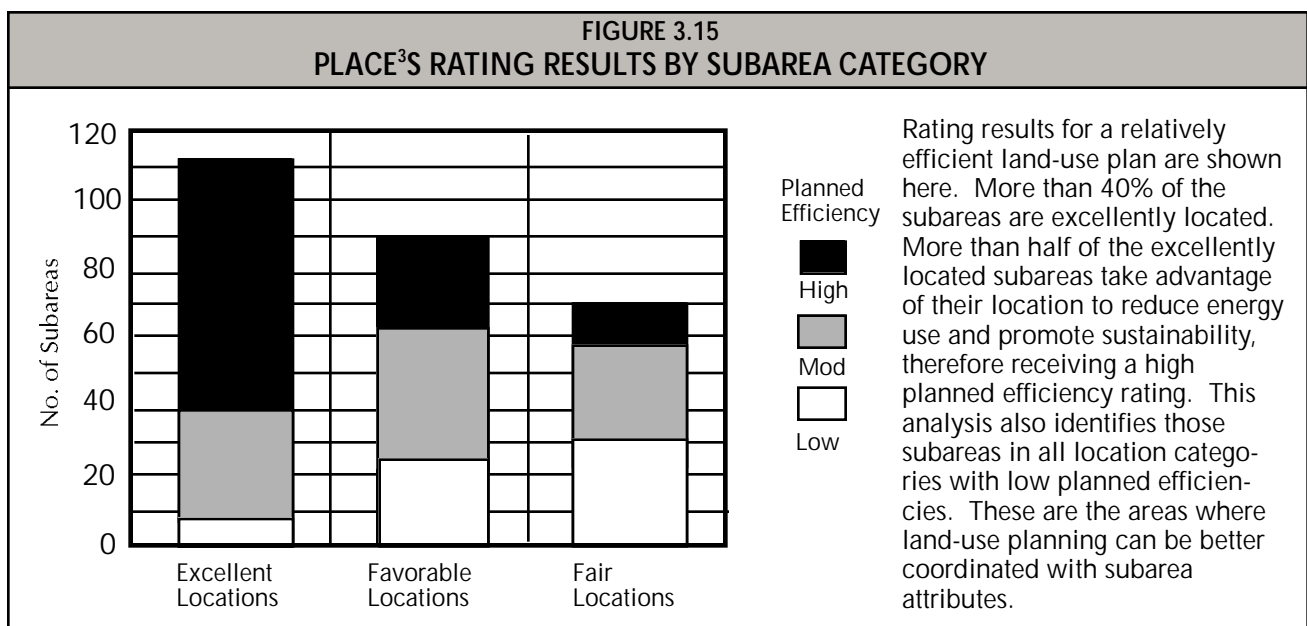 FIGURE 3.15
PLACE³'S RATING RESULTS BY SUBAREA CATEGORY
120
100
80
60
40
20
0
No. of Subareas
Excellent
Locations
Favorable
Locations
Fair
Locations
Planned
Efficiency
High
Mod
Low
Rating results for a relatively
efficient land-use plan are shown
here. More than 40% of the
subareas are excellently located.
More than half of the excellently
located subareas take advantage
of their location to reduce energy
use and promote sustainability,
therefore receiving a high
planned efficiency rating. This
analysis also identifies those
subareas in all location catego-
ries with low planned efficien-
cies. These are the areas where
land-use planning can be better
coordinated with subarea
attributes.